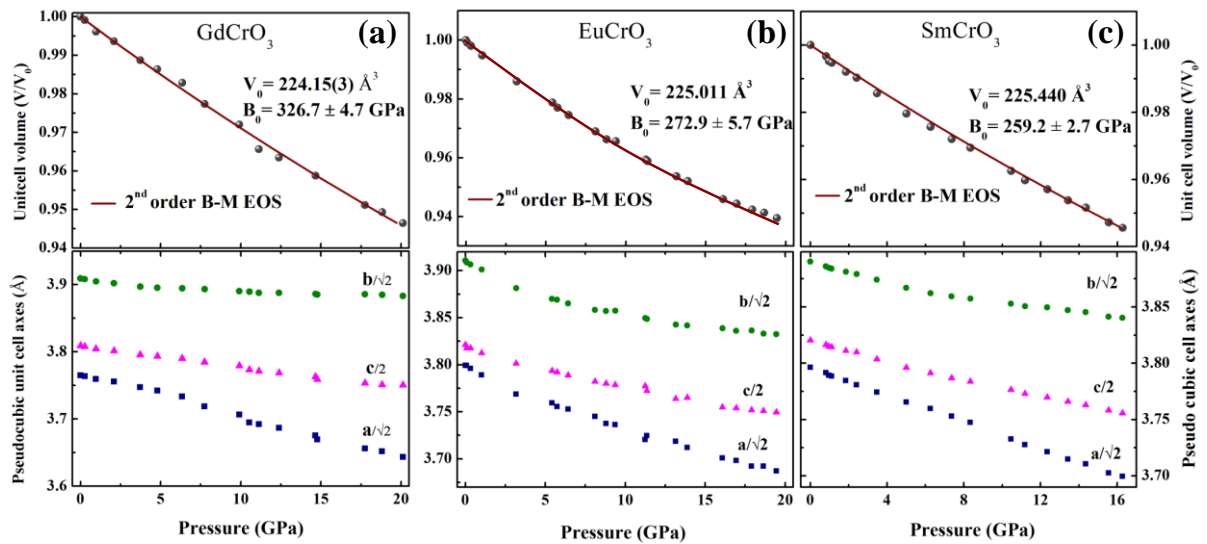 GdCrO₃
(a)
1.00
0.99
0.98
0.97
0.96
0.95
0.94
Unitcell volume (V/V₀)
V₀= 224.15(3) Å³
B₀= 326.7 ± 4.7 GPa
2ⁿᵈ order B-M EOS
EuCrO₃
(b)
1.00
0.98
0.96
0.94
V₀= 225.011 Å³
B₀= 272.9 ± 5.7 GPa
2ⁿᵈ order B-M EOS
SmCrO₃
(c)
1.00
0.98
0.96
0.94
Unit cell volume (V/V₀)
V₀= 225.440 Å³
B₀= 259.2 ± 2.7 GPa
2ⁿᵈ order B-M EOS
3.9
3.8
3.7
3.6
Pseudocubic unit cell axes (Å)
b/√2
c/2
a/√2
0
5
10
15
20
Pressure (GPa)
3.90
3.85
3.80
3.75
3.70
b/√2
c/2
a/√2
0
5
10
15
20
Pressure (GPa)
3.85
3.80
3.75
3.70
Pseudo cubic cell axes (Å)
b/√2
c/2
a/√2
0
4
8
12
16
Pressure (GPa)